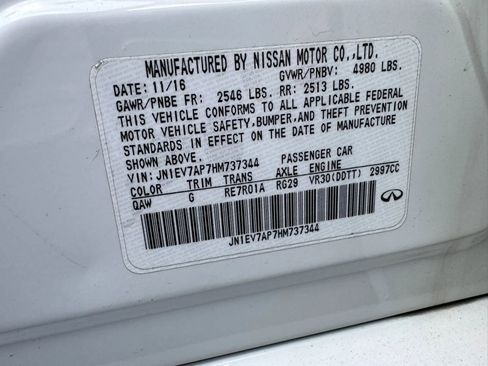 MANUFACTURED BY NISSAN MOTOR CO.,LTD.
DATE: 11/16 GVWR/PNBV: 4980 LBS.
GAWR/PNBE FR: 2546 LBS. RR: 2513 LBS.
THIS VEHICLE CONFORMS TO ALL APPLICABLE FEDERAL
MOTOR VEHICLE SAFETY,BUMPER,AND THEFT PREVENTION
STANDARDS IN EFFECT ON THE DATE OF MANUFACTURE
SHOWN ABOVE.
VIN: JN1EV7AP7HM737344 PASSENGER CAR
COLOR TRIM TRANS AXLE ENGINE
QAW G RE7R01A RG29 VR30(DDTT) 2997CC
JN1EV7AP7HM737344